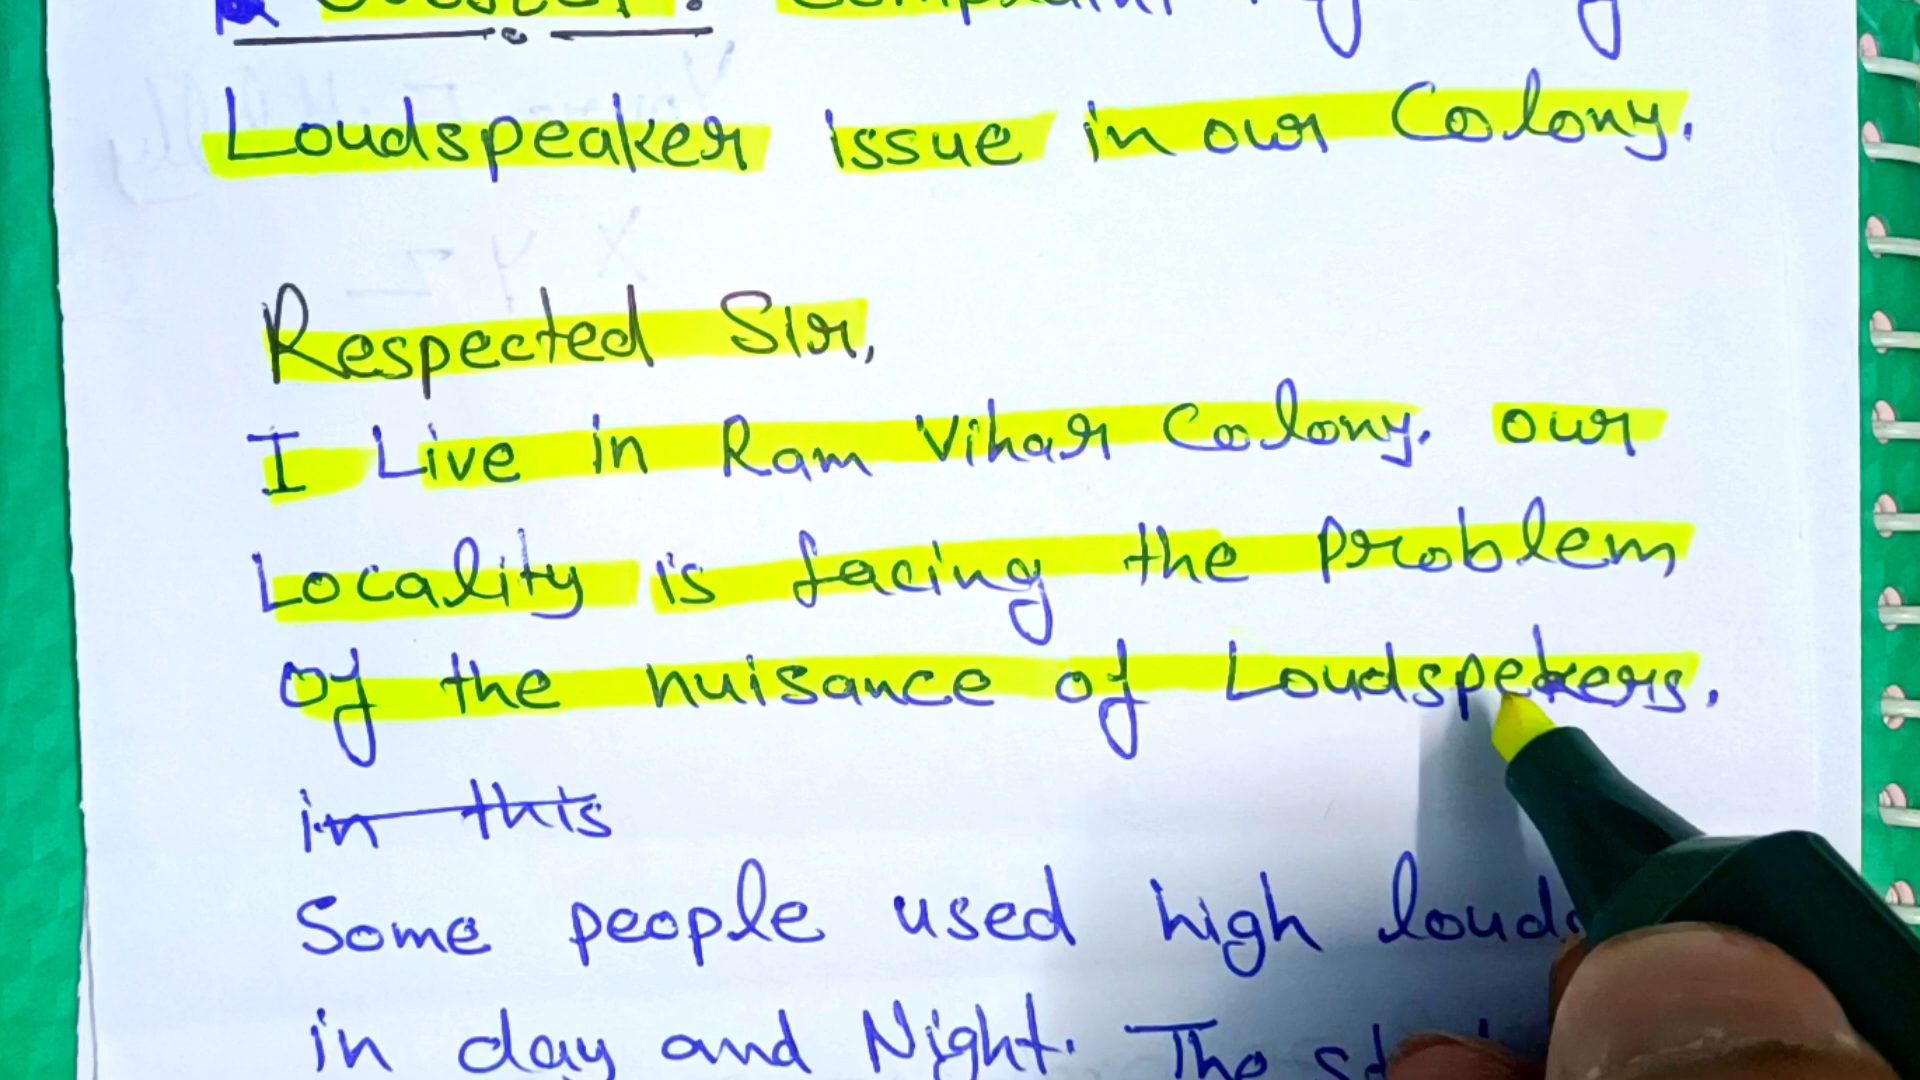 Loudspeaker issue in our Colony.
Respected Sir,
I Live in Ram Vihar Colony. our
Locality is facing the problem
of the nuisance of Loudspekers.
in this
Some people used high
in day and Night. The